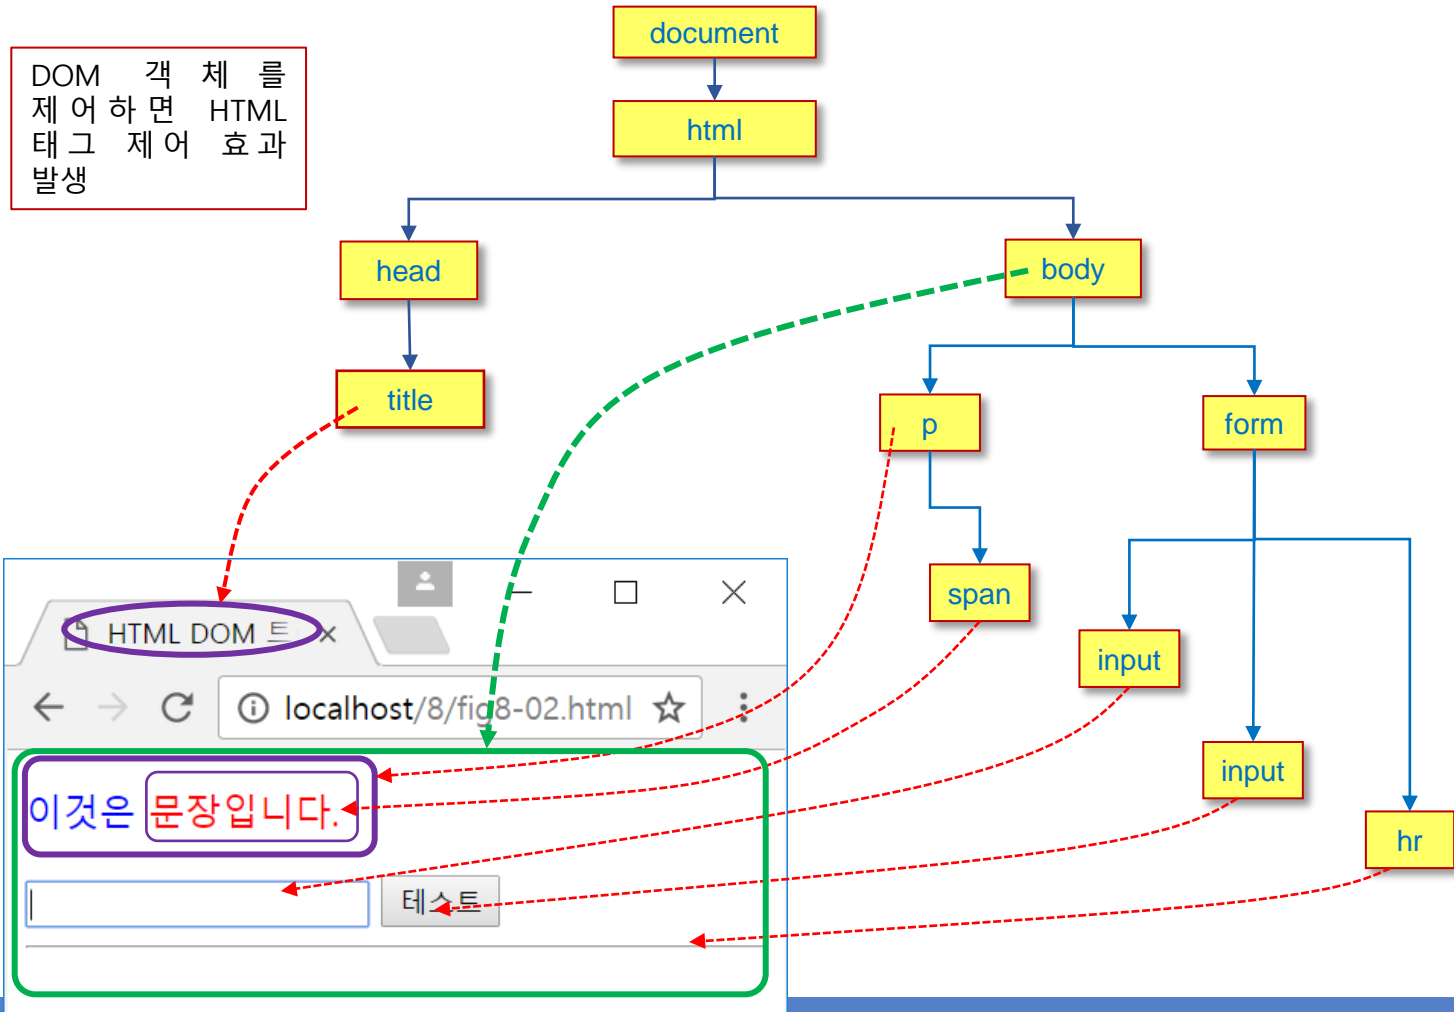 document
DOM 객 체 를
제 어 하 면 HTML
태그 제어 효과
발생
html
head
body
title
p
form
span
input
input
hr
HTML DOM 트
localhost/8/fig8-02.html
이것은 문장입니다.
테스트